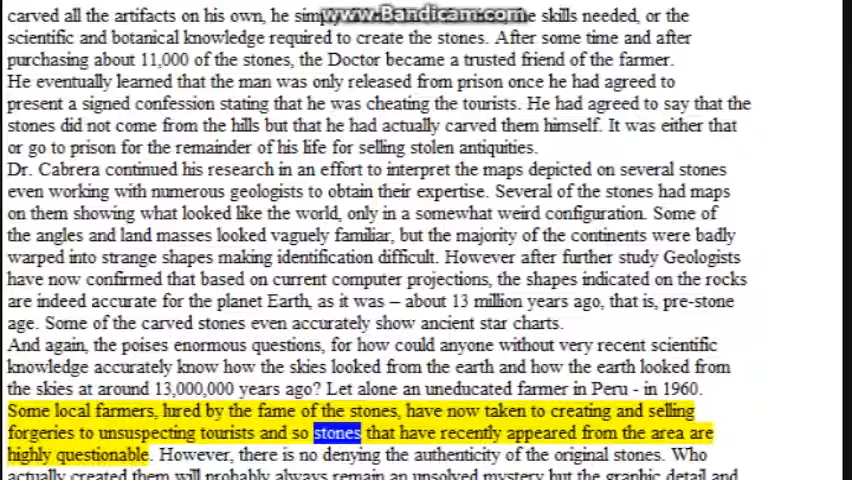 www.Bandicam.com
carved all the artifacts on his own, he simp he skills needed, or the
scientific and botanical knowledge required to create the stones. After some time and after
purchasing about 11,000 of the stones, the Doctor became a trusted friend of the farmer.
He eventually learned that the man was only released from prison once he had agreed to
present a signed confession stating that he was cheating the tourists. He had agreed to say that the
stones did not come from the hills but that he had actually carved them himself. It was either that
or go to prison for the remainder of his life for selling stolen antiquities.
Dr. Cabrera continued his research in an effort to interpret the maps depicted on several stones
even working with numerous geologists to obtain their expertise. Several of the stones had maps
on them showing what looked like the world, only in a somewhat weird configuration. Some of
the angles and land masses looked vaguely familiar, but the majority of the continents were badly
warped into strange shapes making identification difficult. However after further study Geologists
have now confirmed that based on current computer projections, the shapes indicated on the rocks
are indeed accurate for the planet Earth, as it was – about 13 million years ago, that is, pre-stone
age. Some of the carved stones even accurately show ancient star charts.
And again, the poises enormous questions, for how could anyone without very recent scientific
knowledge accurately know how the skies looked from the earth and how the earth looked from
the skies at around 13,000,000 years ago? Let alone an uneducated farmer in Peru - in 1960.
Some local farmers, lured by the fame of the stones, have now taken to creating and selling
forgeries to unsuspecting tourists and so stones that have recently appeared from the area are
highly questionable. However, there is no denying the authenticity of the original stones. Who
actually created them will probably always remain an unsolved mystery but the graphic detail and